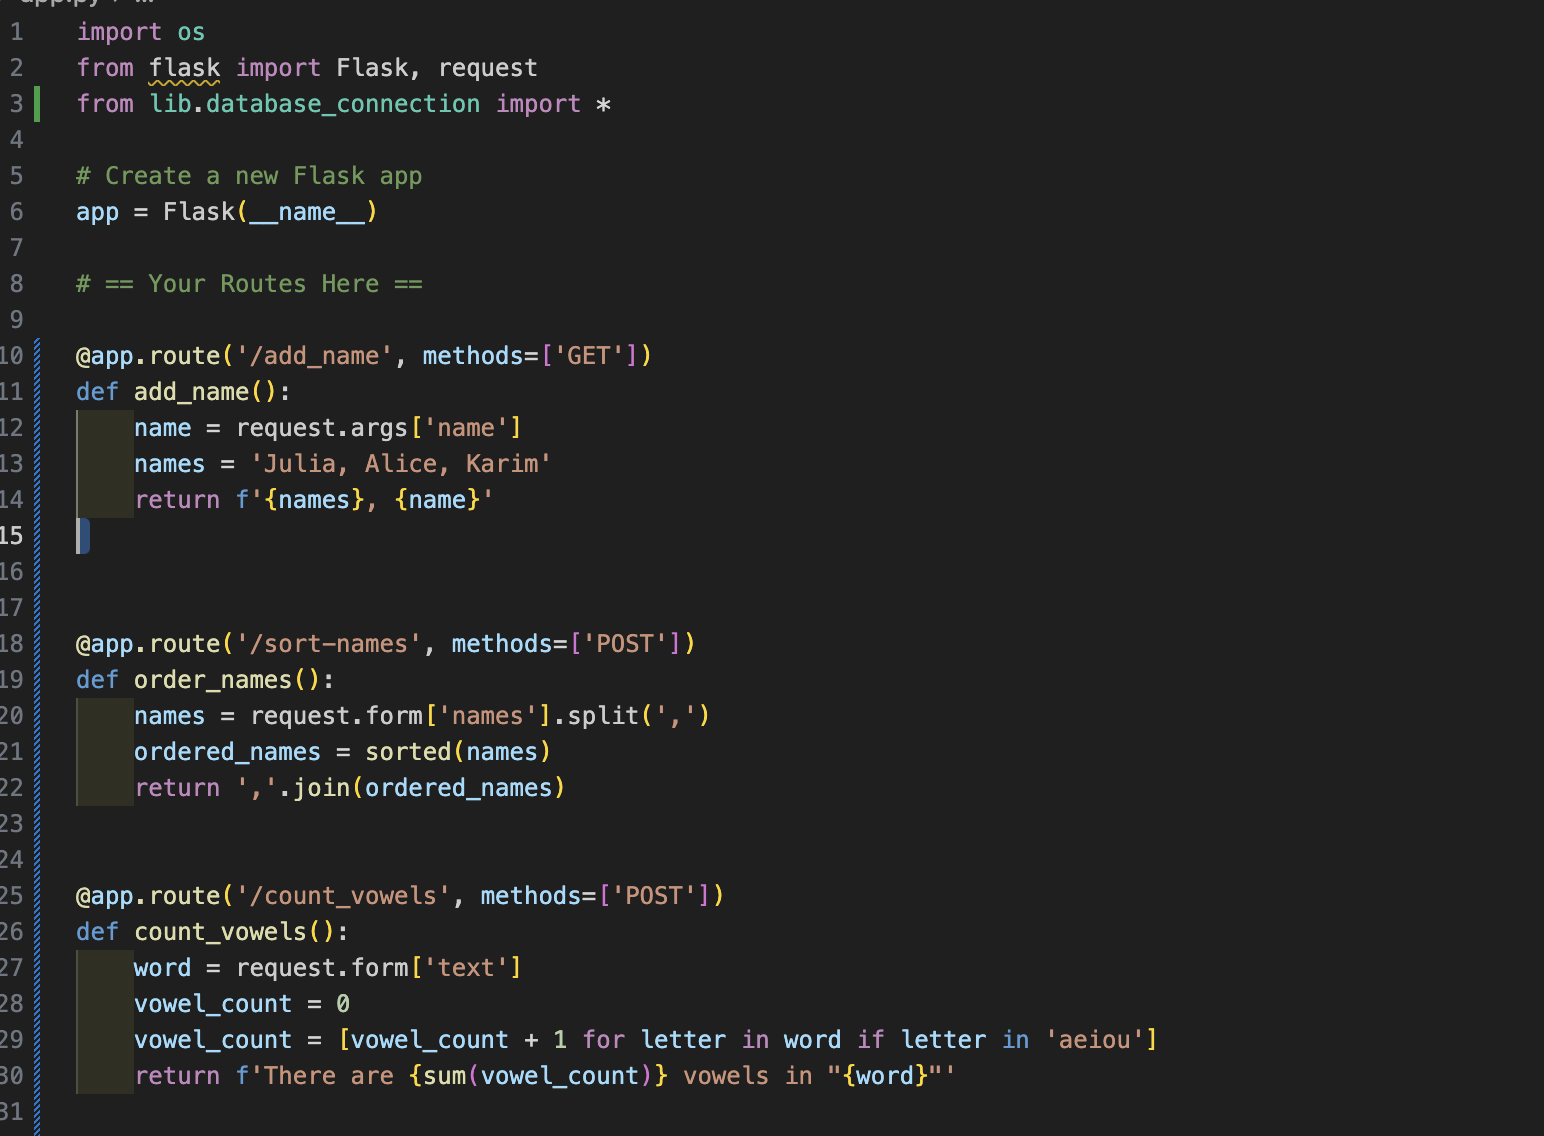 app.py > ...
1 import os
2 from flask import Flask, request
3 from lib.database_connection import *
4
5 # Create a new Flask app
6 app = Flask(__name__)
7
8 # == Your Routes Here ==
9
10 @app.route('/add_name', methods=['GET'])
11 def add_name():
12     name = request.args['name']
13     names = 'Julia, Alice, Karim'
14     return f'{names}, {name}'
15
16
17
18 @app.route('/sort-names', methods=['POST'])
19 def order_names():
20     names = request.form['names'].split(',')
21     ordered_names = sorted(names)
22     return ','.join(ordered_names)
23
24
25 @app.route('/count_vowels', methods=['POST'])
26 def count_vowels():
27     word = request.form['text']
28     vowel_count = 0
29     vowel_count = [vowel_count + 1 for letter in word if letter in 'aeiou']
30     return f'There are {sum(vowel_count)} vowels in "{word}"'
31